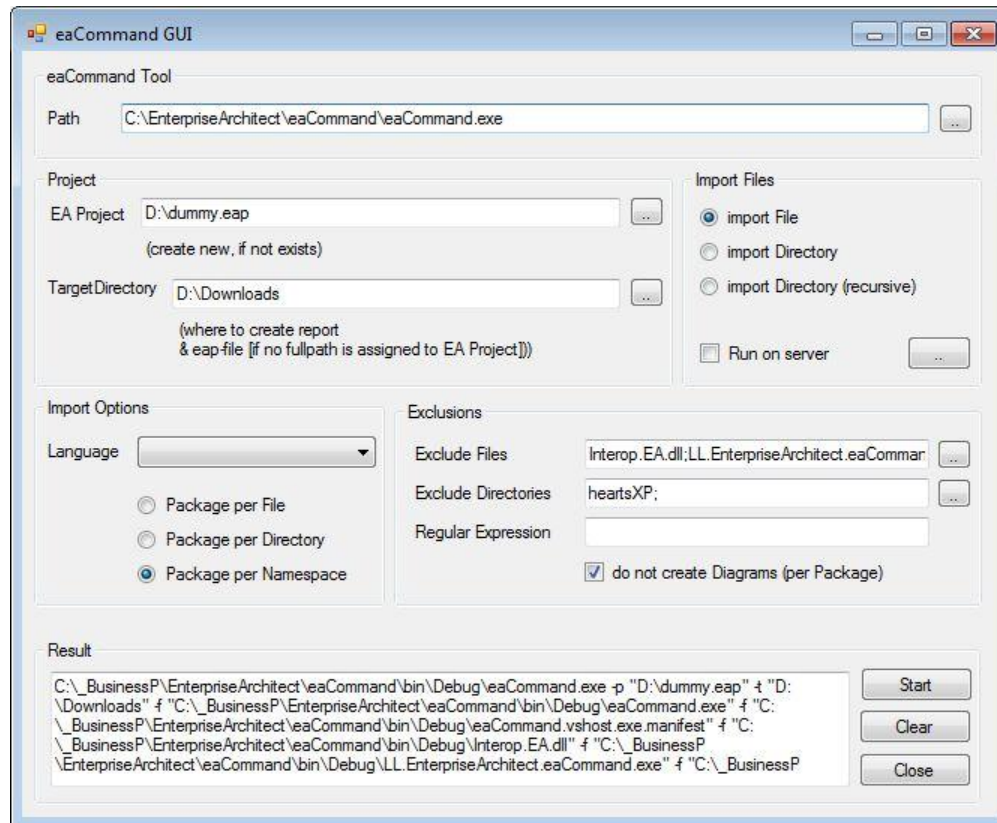 eaCommand GUI
eaCommand Tool
Path C:\EnterpriseArchitect\eaCommand\eaCommand.exe ..
Project
EA Project D:\dummy.eap ..
(create new, if not exists)
TargetDirectory D:\Downloads ..
(where to create report
& eap-file [if no fullpath is assigned to EA Project]))
Import Files
import File
import Directory
import Directory (recursive)
Run on server ..
Import Options
Language
Package per File
Package per Directory
Package per Namespace
Exclusions
Exclude Files Interop.EA.dll;LL.EnterpriseArchitect.eaComman ..
Exclude Directories heartsXP; ..
Regular Expression
do not create Diagrams (per Package)
Result
C:\_BusinessP\EnterpriseArchitect\eaCommand\bin\Debug\eaCommand.exe -p "D:\dummy.eap" -t "D:
\Downloads" -f "C:\_BusinessP\EnterpriseArchitect\eaCommand\bin\Debug\eaCommand.exe" -f "C:
\_BusinessP\EnterpriseArchitect\eaCommand\bin\Debug\eaCommand.vshost.exe.manifest" -f "C:
\_BusinessP\EnterpriseArchitect\eaCommand\bin\Debug\Interop.EA.dll" -f "C:\_BusinessP
\EnterpriseArchitect\eaCommand\bin\Debug\LL.EnterpriseArchitect.eaCommand.exe" -f "C:\_BusinessP
Start
Clear
Close